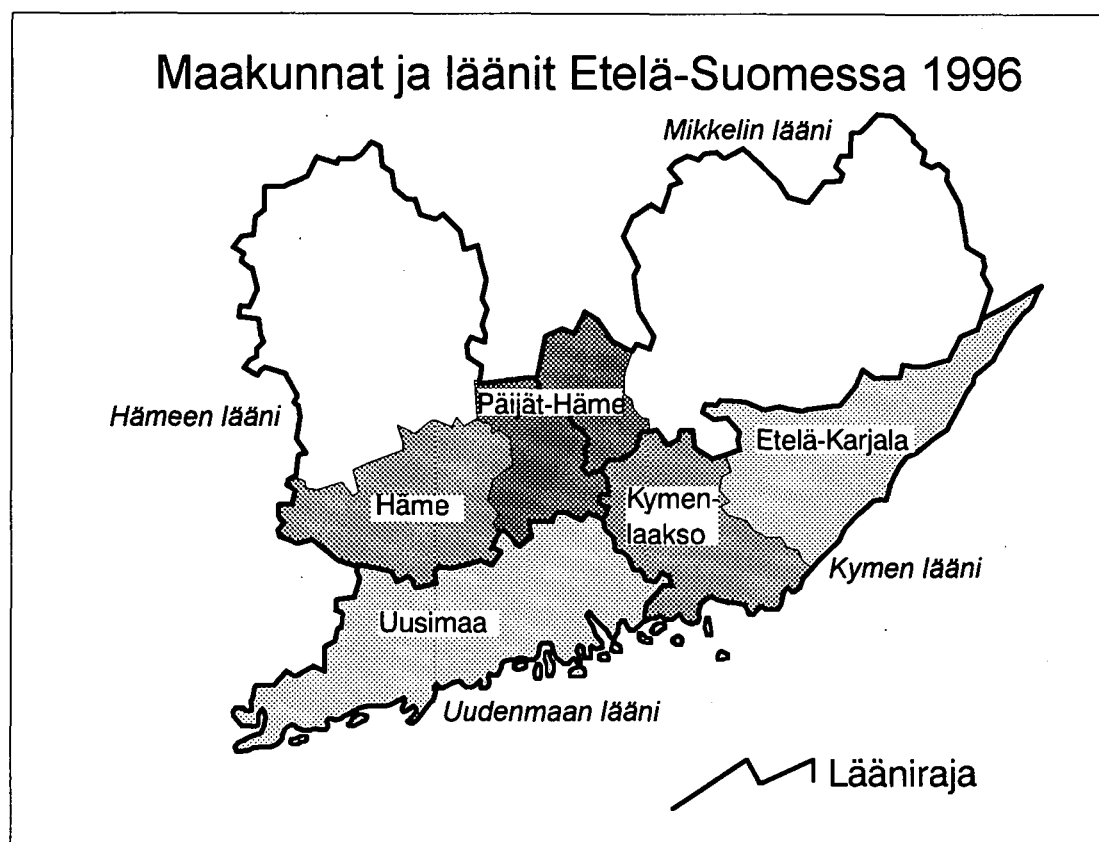 Maakunnat ja läänit Etelä-Suomessa 1996
Mikkelin lääni
Hämeen lääni
Päijät-Häme
Etelä-Karjala
Häme
Kymen-
laakso
Kymen lääni
Uusimaa
Uudenmaan lääni
Lääniraja